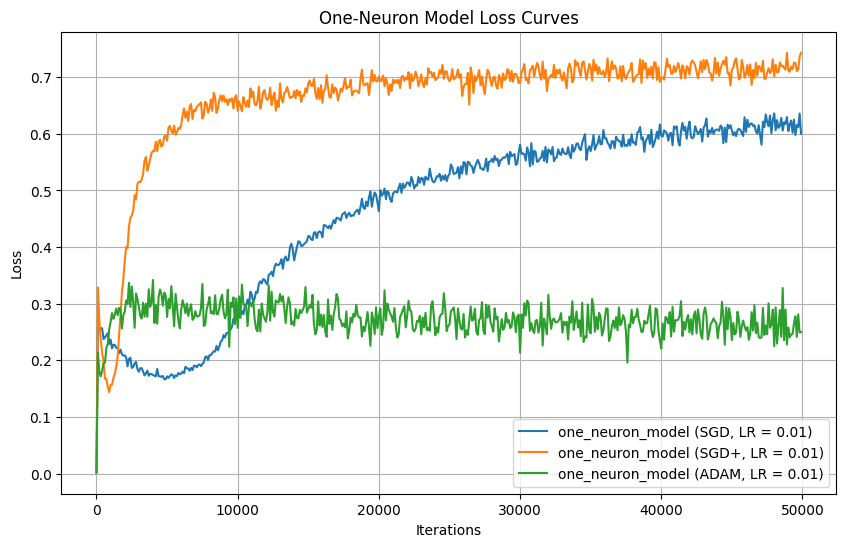 One-Neuron Model Loss Curves
Loss
0.7
0.6
0.5
0.4
0.3
0.2
0.1
0.0
0
10000
20000
30000
40000
50000
Iterations
one_neuron_model (SGD, LR = 0.01)
one_neuron_model (SGD+, LR = 0.01)
one_neuron_model (ADAM, LR = 0.01)